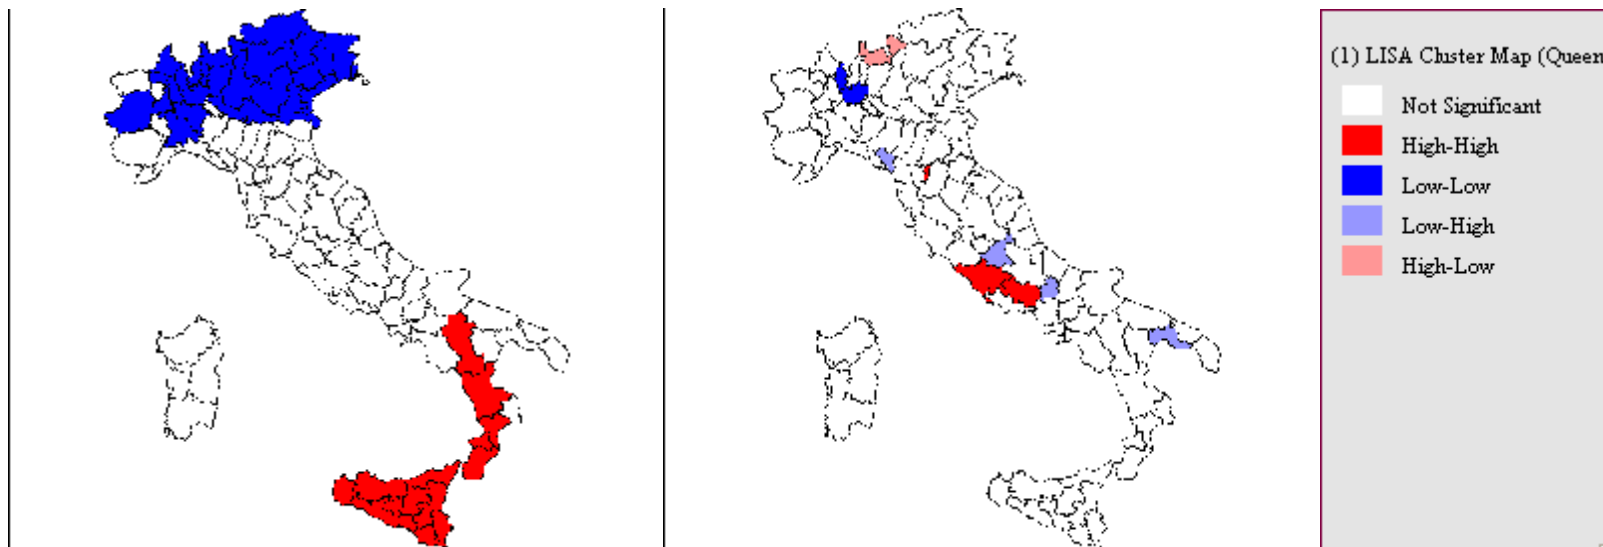 (1) LISA Cluster Map (Queen
Not Significant
High-High
Low-Low
Low-High
High-Low